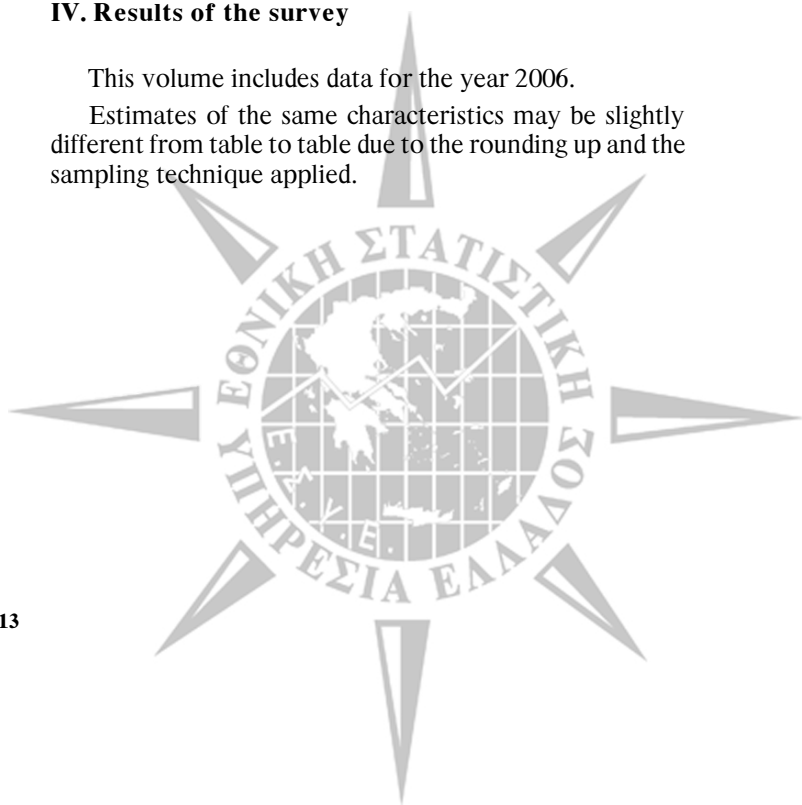 IV. Results of the survey
This volume includes data for the year 2006.
Estimates of the same characteristics may be slightly
different from table to table due to the rounding up and the
sampling technique applied.
ΕΘΝΙΚΗ ΣΤΑΤΙΣΤΙΚΗ
ΥΠΗΡΕΣΙΑ ΕΛΛΑΔΟΣ
Ε.Σ.Υ.Ε.
13